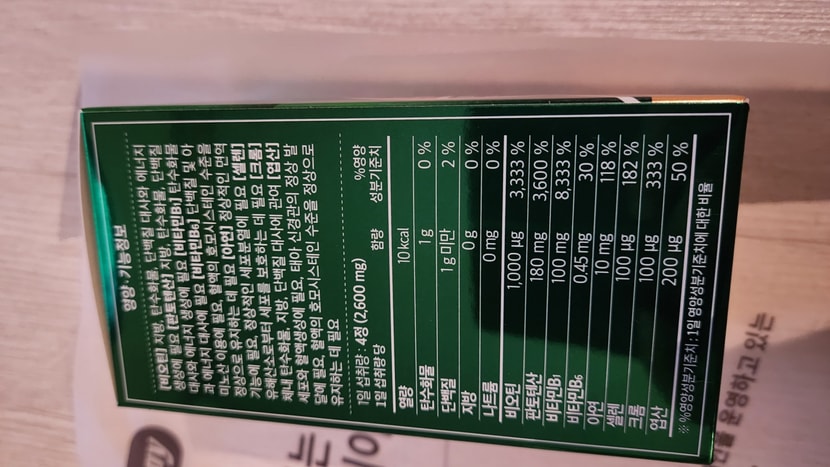 영양·기능정보
[비오틴] 지방, 탄수화물, 단백질 대사와 에너지
생성에 필요 [판토텐산] 지방, 탄수화물, 단백질
대사와 에너지 생성에 필요 [비타민B₁] 탄수화물
과 에너지 대사에 필요 [비타민B₆] 단백질 및 아
미노산 이용에 필요, 혈액의 호모시스테인 수준을
정상으로 유지하는 데 필요 [아연] 정상적인 면역
기능에 필요, 정상적인 세포분열에 필요 [셀렌]
유해산소로부터 세포를 보호하는 데 필요 [크롬]
체내 탄수화물, 지방, 단백질 대사에 관여 [엽산]
세포와 혈액생성에 필요, 태아 신경관의 정상 발
달에 필요, 혈액의 호모시스테인 수준을 정상으로
유지하는 데 필요
1일 섭취량 : 4정(2,600 mg)
1일 섭취량당 함량 %영양성분기준치
열량 10 kcal
탄수화물 1 g 0 %
단백질 1 g 미만 2 %
지방 0 g 0 %
나트륨 0 mg 0 %
비오틴 1,000 µg 3,333 %
판토텐산 180 mg 3,600 %
비타민B₁ 100 mg 8,333 %
비타민B₆ 0.45 mg 30 %
아연 10 mg 118 %
셀렌 100 µg 182 %
크롬 100 µg 333 %
엽산 200 µg 50 %
※ %영양성분기준치 : 1일 영양성분기준치에 대한 비율
는
운영하고 있는